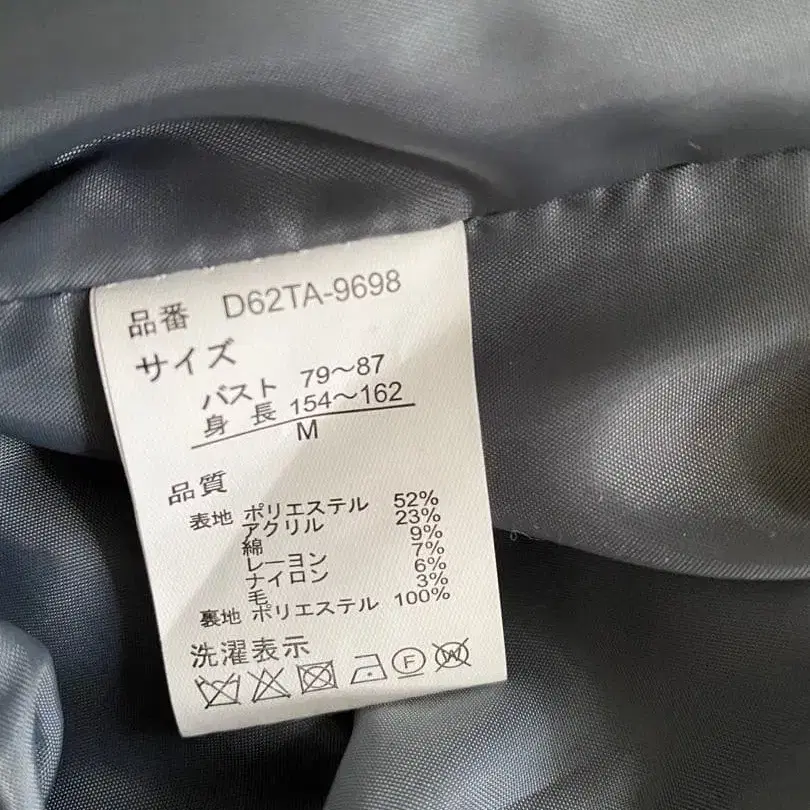 品番 D62TA-9698
サイズ
バスト 79～87
身 長 154～162
M
品質
表地 ポリエステル 52%
アクリル 23%
綿 9%
レーヨン 7%
ナイロン 6%
毛 3%
裏地 ポリエステル 100%
洗濯表示
F W